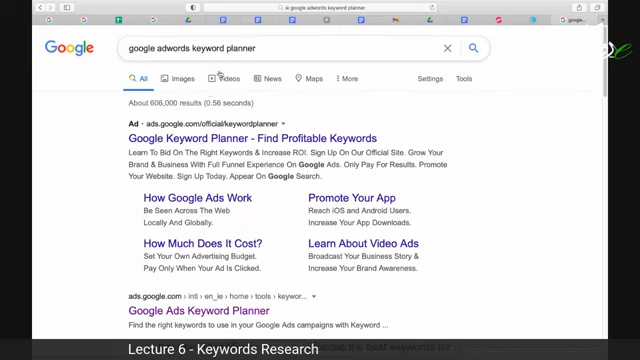 google adwords keyword planner
google...
Google
google adwords keyword planner
All Images Videos News Maps More Settings Tools
About 606,000 results (0.56 seconds)
Ad · ads.google.com/official/keywordplanner
Google Keyword Planner - Find Profitable Keywords
Learn To Bid On The Right Keywords & Increase ROI. Sign Up On Our Official Site. Grow Your
Brand & Business With Full Funnel Experience On Google Ads. Only Pay For Results. Promote
Your Website. Sign Up Today. Appear On Google Search.
How Google Ads Work
Be Seen Across The Web
Locally And Globally.
Promote Your App
Reach iOS and Android Users.
Increase Your App Downloads.
How Much Does It Cost?
Set Your Own Advertising Budget.
Pay Only When Your Ad Is Clicked.
Learn About Video Ads
Broadcast Your Business Story &
Increase Your Brand Awareness.
ads.google.com › intl › en_ie › home › tools › keywor...
Google Ads Keyword Planner
Find the right keywords to use in your Google Ads campaigns with Keyword ...
Lecture 6 - Keywords Research